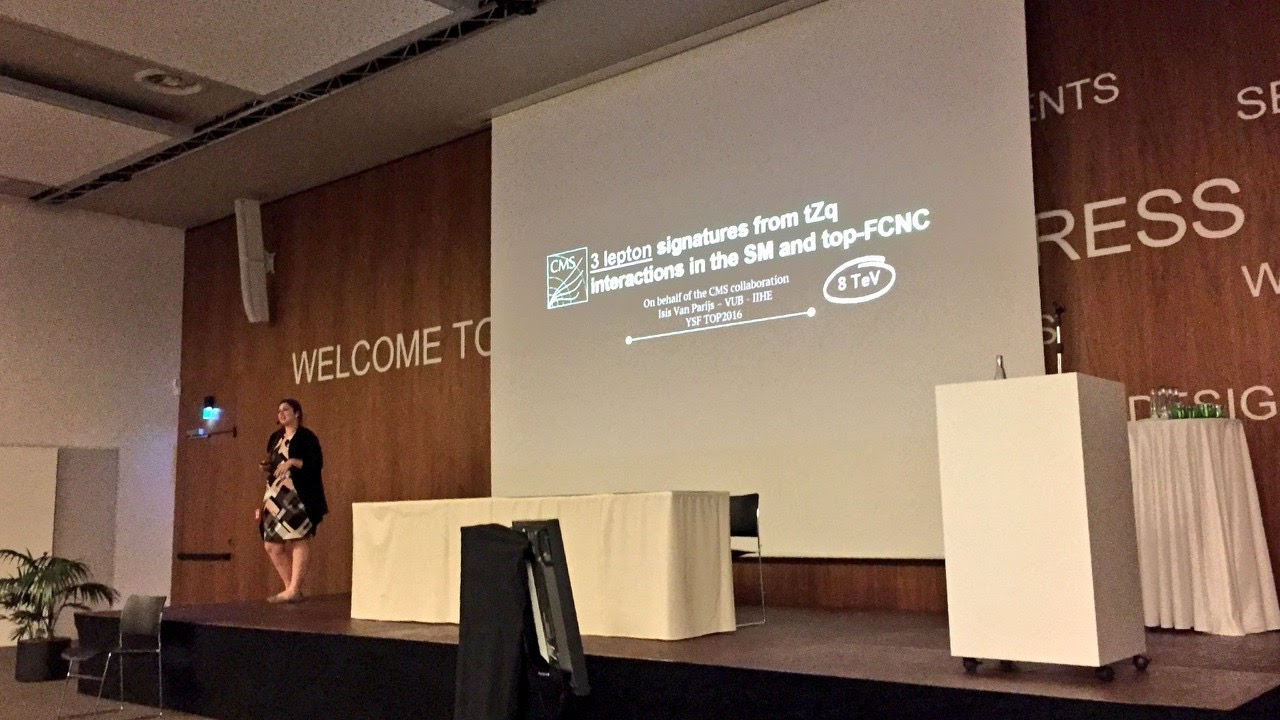 ENTS
SE
RESS
W
WELCOME TO
S
DESIG
CMS
3 lepton signatures from tZq
interactions in the SM and top-FCNC
On behalf of the CMS collaboration
8 TeV
Isis Van Parijs – VUB - IIHE
YSF TOP2016